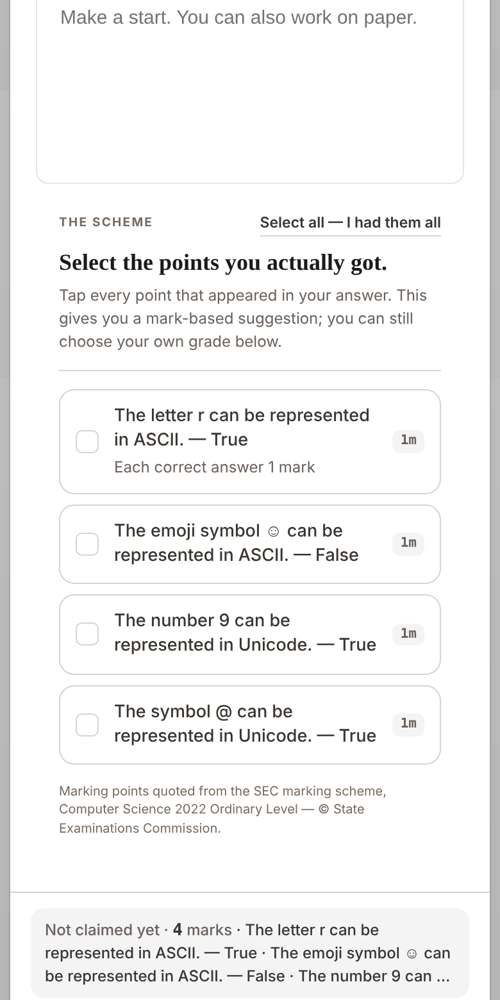 Make a start. You can also work on paper.
THE SCHEME
Select all — I had them all
Select the points you actually got.
Tap every point that appeared in your answer. This
gives you a mark-based suggestion; you can still
choose your own grade below.
The letter r can be represented
in ASCII. — True
Each correct answer 1 mark
1m
The emoji symbol ☺ can be
represented in ASCII. — False
1m
The number 9 can be
represented in Unicode. — True
1m
The symbol @ can be
represented in Unicode. — True
1m
Marking points quoted from the SEC marking scheme,
Computer Science 2022 Ordinary Level — © State
Examinations Commission.
Not claimed yet · 4 marks · The letter r can be
represented in ASCII. — True · The emoji symbol ☺ can
be represented in ASCII. — False · The number 9 can ...